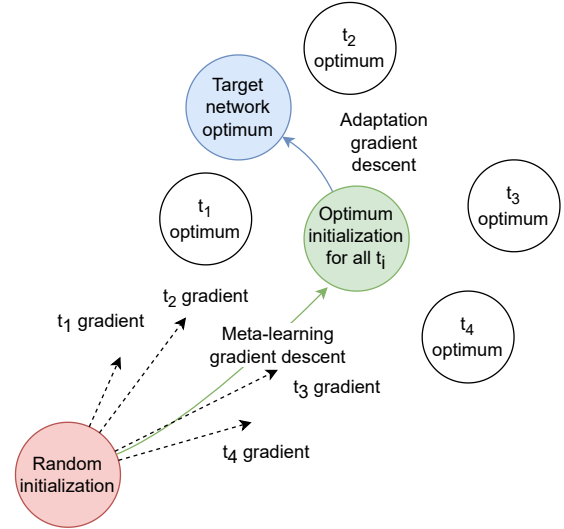 t2
optimum
Target
network
optimum
Adaptation
gradient
descent
t1
optimum
Optimum
initialization
for all ti
t3
optimum
t2 gradient
t1 gradient
Meta-learning
gradient descent
t4
optimum
t3 gradient
t4 gradient
Random
initialization